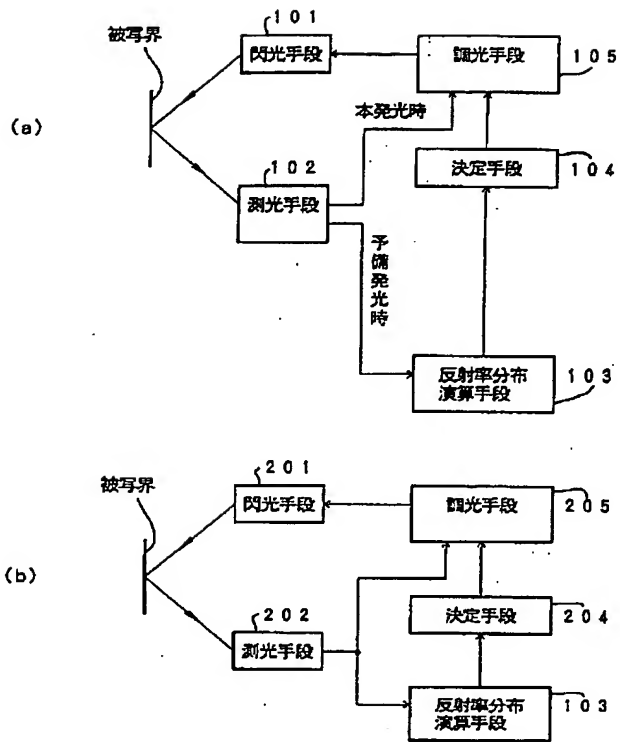 (a)
被写界
101
閃光手段
調光手段
105
本発光時
102
測光手段
決定手段
104
予備発光時
反射率分布
演算手段
103
(b)
被写界
201
閃光手段
調光手段
205
202
測光手段
決定手段
204
反射率分布
演算手段
103